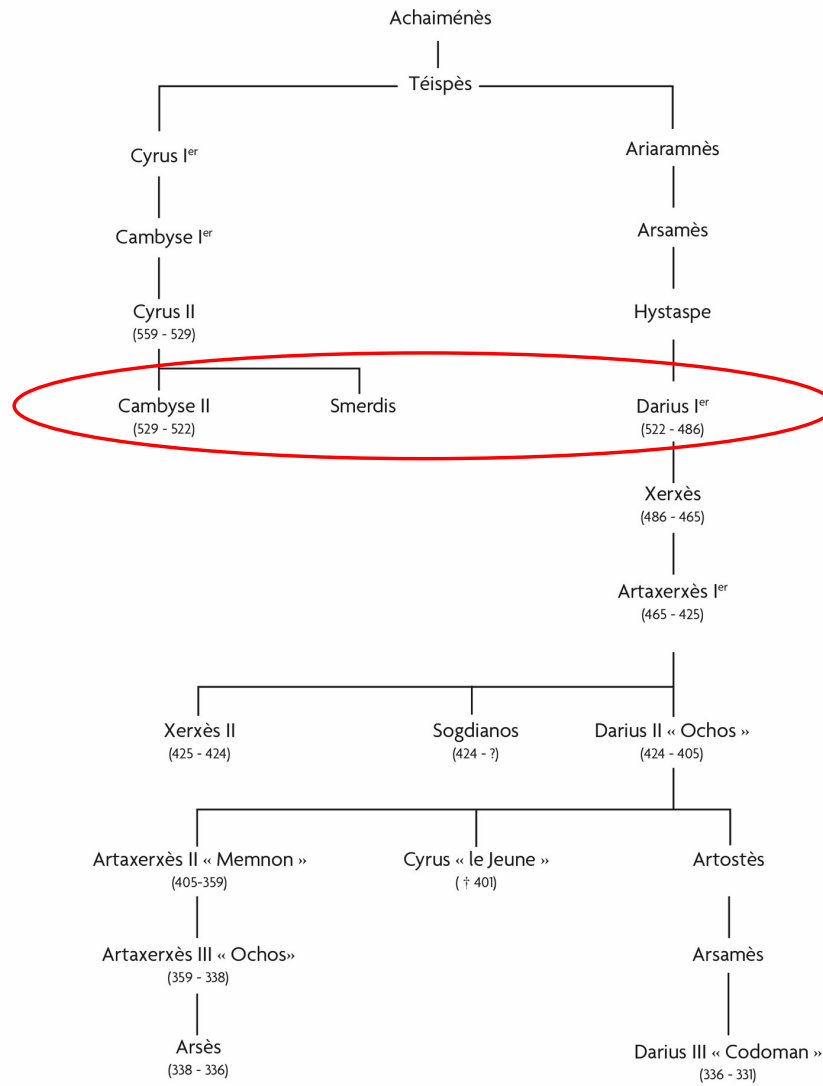 Achaiménès
Téispès
Cyrus Ier
Ariaramnès
Cambyse Ier
Arsamès
Cyrus II
(559 - 529)
Hystaspe
Cambyse II
(529 - 522)
Smerdis
Darius Ier
(522 - 486)
Xerxès
(486 - 465)
Artaxerxès Ier
(465 - 425)
Xerxès II
(425 - 424)
Sogdianos
(424 - ?)
Darius II « Ochos »
(424 - 405)
Artaxerxès II « Memnon »
(405-359)
Cyrus « le Jeune »
( † 401)
Artostès
Artaxerxès III « Ochos»
(359 - 338)
Arsamès
Arsès
(338 - 336)
Darius III « Codoman »
(336 - 331)